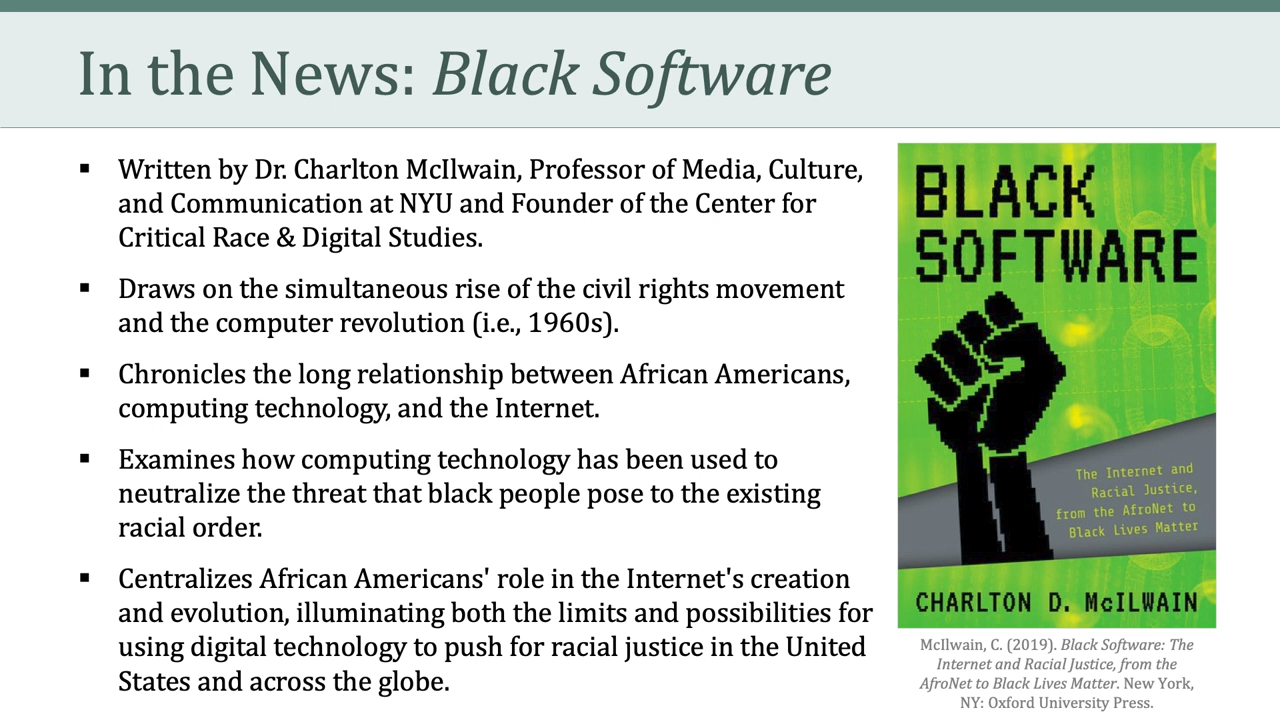 In the News: Black Software
▪ Written by Dr. Charlton McIlwain, Professor of Media, Culture,
and Communication at NYU and Founder of the Center for
Critical Race & Digital Studies.
▪ Draws on the simultaneous rise of the civil rights movement
and the computer revolution (i.e., 1960s).
▪ Chronicles the long relationship between African Americans,
computing technology, and the Internet.
▪ Examines how computing technology has been used to
neutralize the threat that black people pose to the existing
racial order.
▪ Centralizes African Americans' role in the Internet's creation
and evolution, illuminating both the limits and possibilities for
using digital technology to push for racial justice in the United
States and across the globe.
BLACK
SOFTWARE
The Internet and
Racial Justice,
from the AfroNet to
Black Lives Matter
CHARLTON D. McILWAIN
McIlwain, C. (2019). Black Software: The
Internet and Racial Justice, from the
AfroNet to Black Lives Matter. New York,
NY: Oxford University Press.